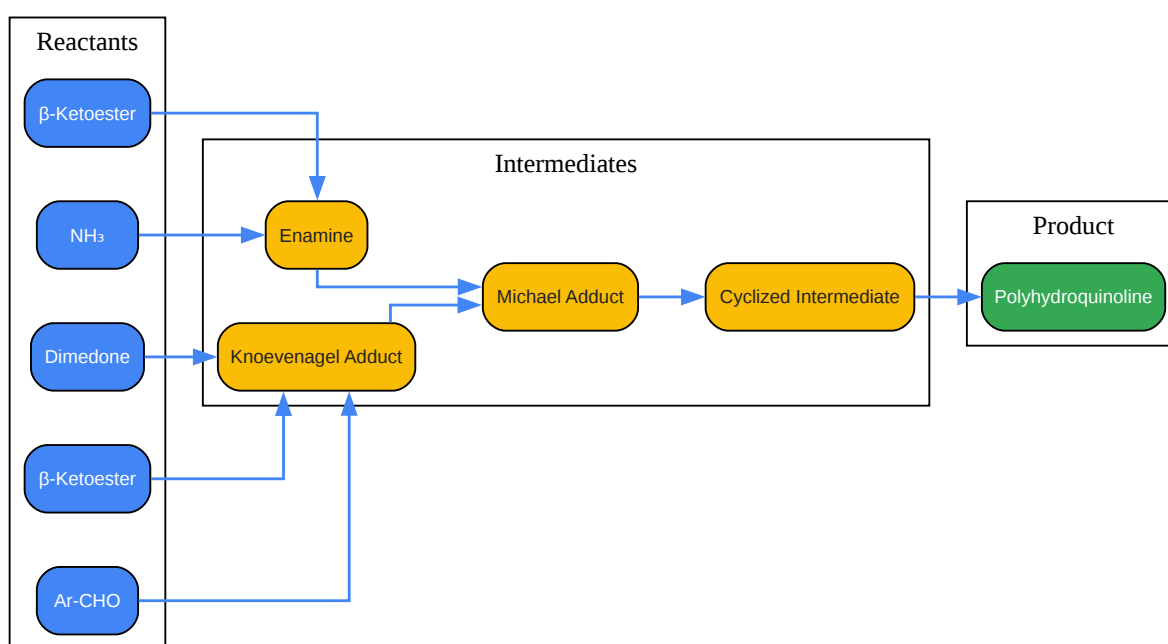 Reactants
β-Ketoester
NH₃
Dimedone
β-Ketoester
Ar-CHO
Intermediates
Enamine
Knoevenagel Adduct
Michael Adduct
Cyclized Intermediate
Product
Polyhydroquinoline